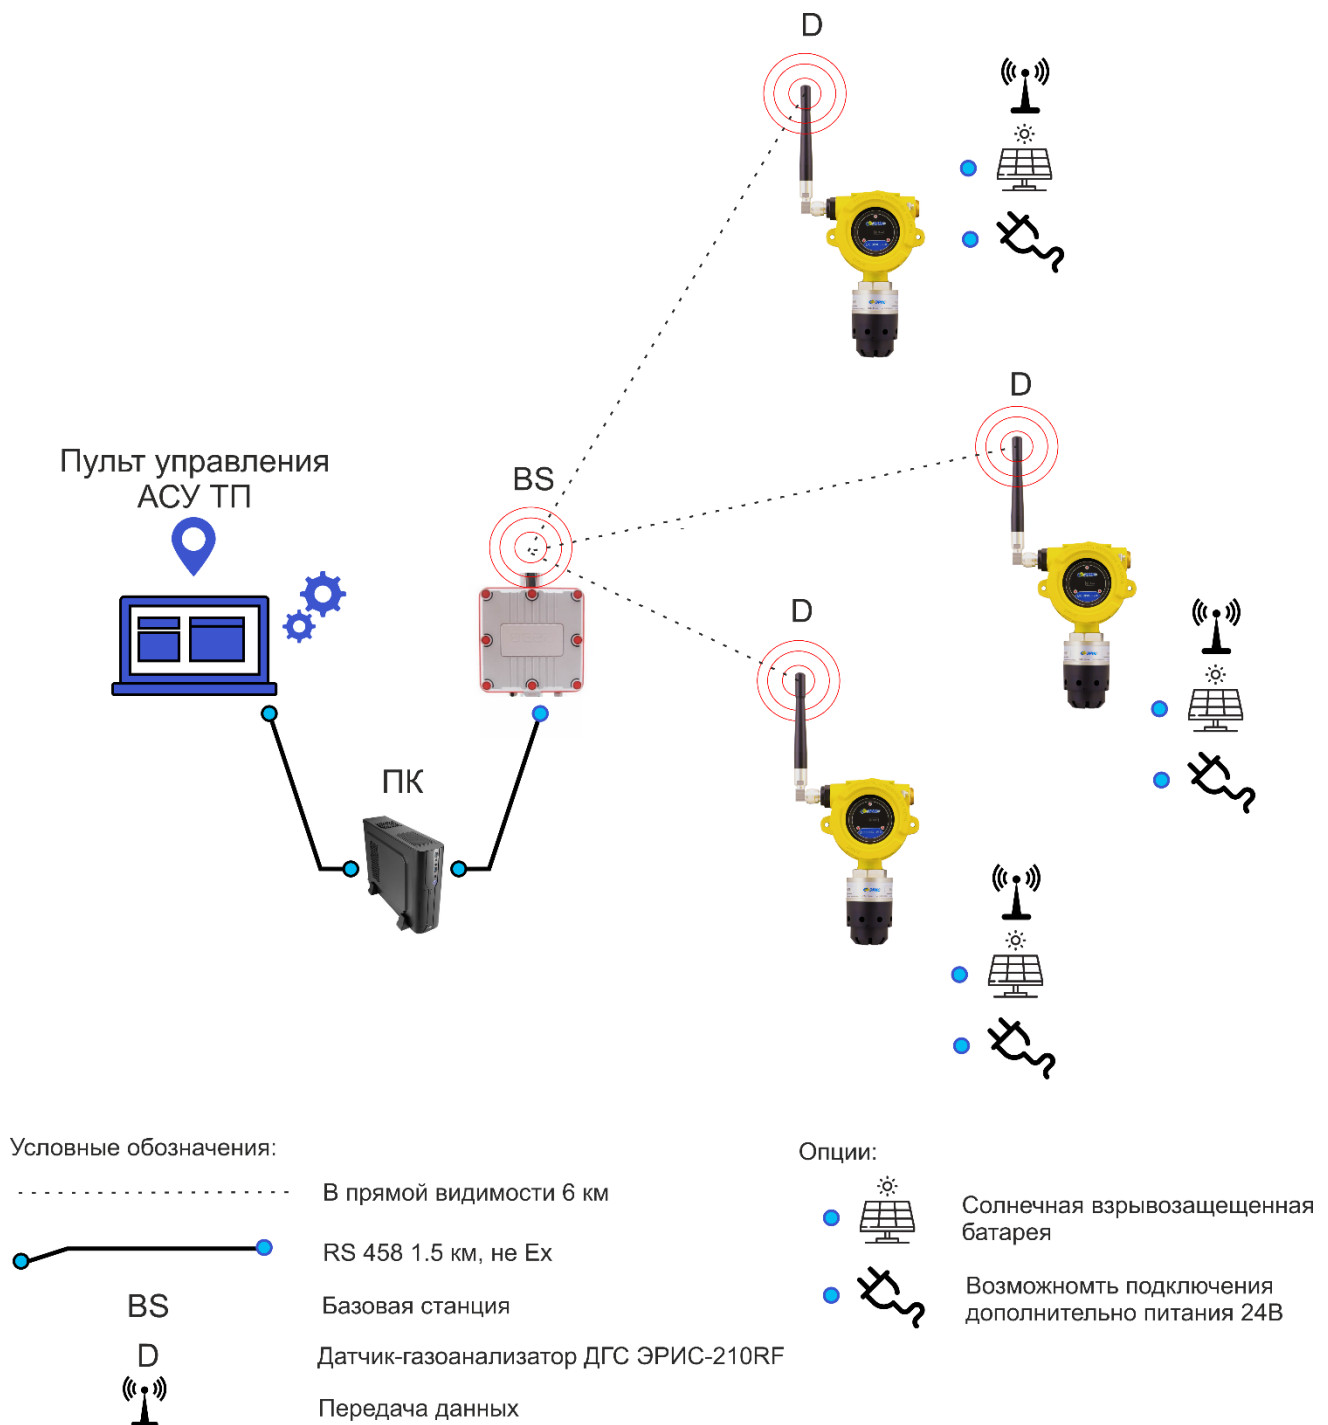 D
D
Пульт управления
АСУ ТП
BS
D
ПК
Условные обозначения:
В прямой видимости 6 км
RS 458 1.5 км, не Ex
BS
Базовая станция
D
Датчик-газоанализатор ДГС ЭРИС-210RF
Передача данных
Опции:
Солнечная взрывозащещенная
батарея
Возможномть подключения
дополнительно питания 24В